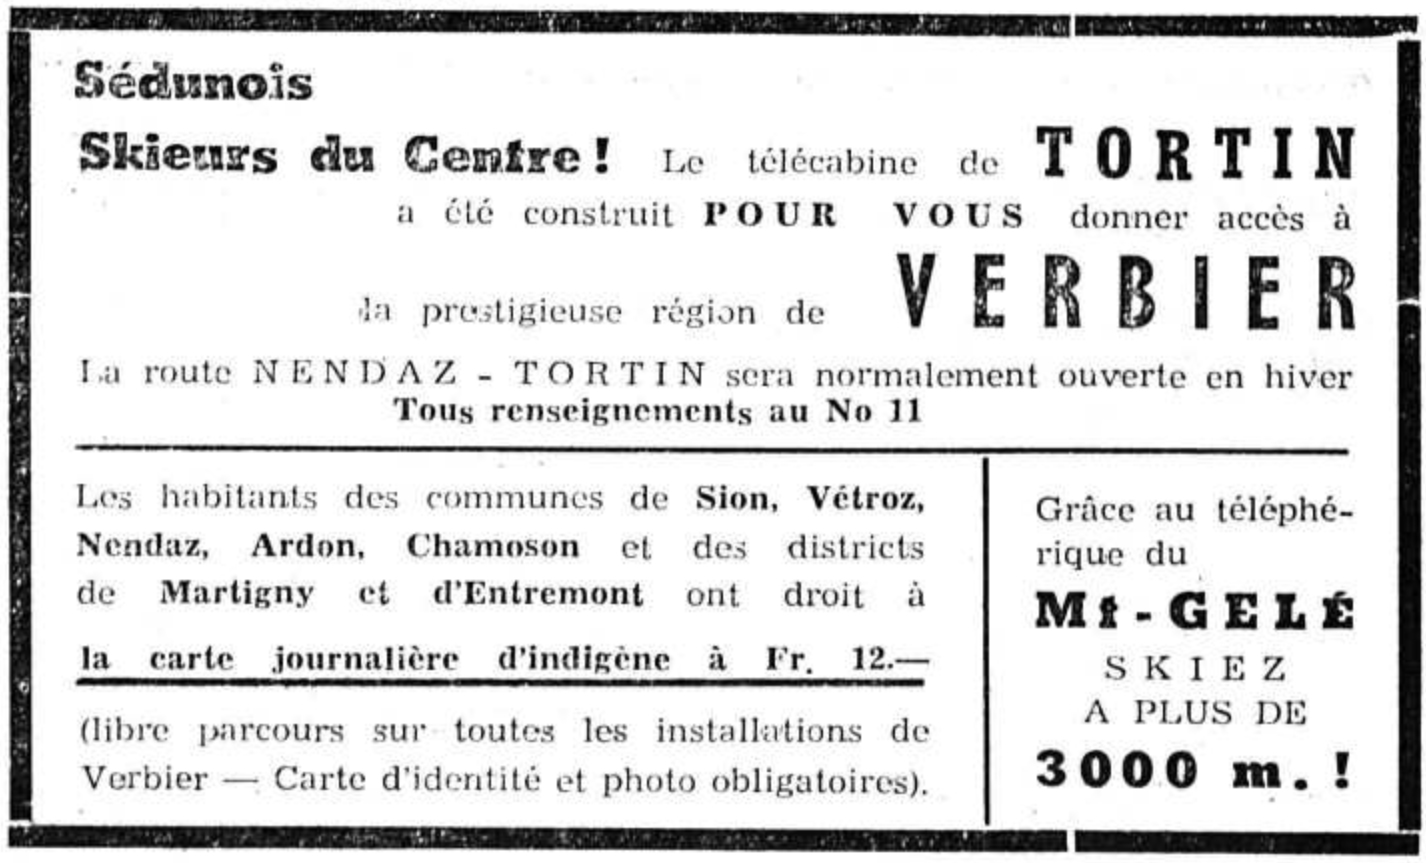 Sédunois
Skieurs du Centre! Le télécabine de TORTIN
a été construit POUR VOUS donner accès à
la prestigieuse région de VERBIER
La route NENDAZ - TORTIN sera normalement ouverte en hiver
Tous renseignements au No 11
Les habitants des communes de Sion, Vétroz,
Nendaz, Ardon, Chamoson et des districts
de Martigny et d'Entremont ont droit à
la carte journalière d'indigène à Fr. 12.—
(libre parcours sur toutes les installations de
Verbier — Carte d'identité et photo obligatoires).
Grâce au téléphé-
rique du
Mt-GELÉ
SKIEZ
A PLUS DE
3000 m.!